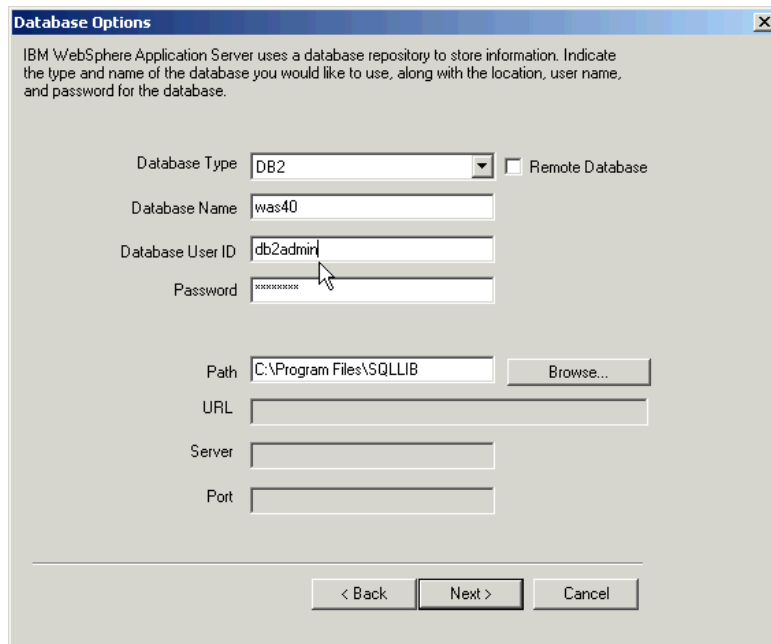 Database Options
IBM WebSphere Application Server uses a database repository to store information. Indicate
the type and name of the database you would like to use, along with the location, user name,
and password for the database.
Database Type DB2 Remote Database
Database Name was40
Database User ID db2admin
Password ********
Path C:\Program Files\SQLLIB Browse...
URL
Server
Port
< Back Next > Cancel